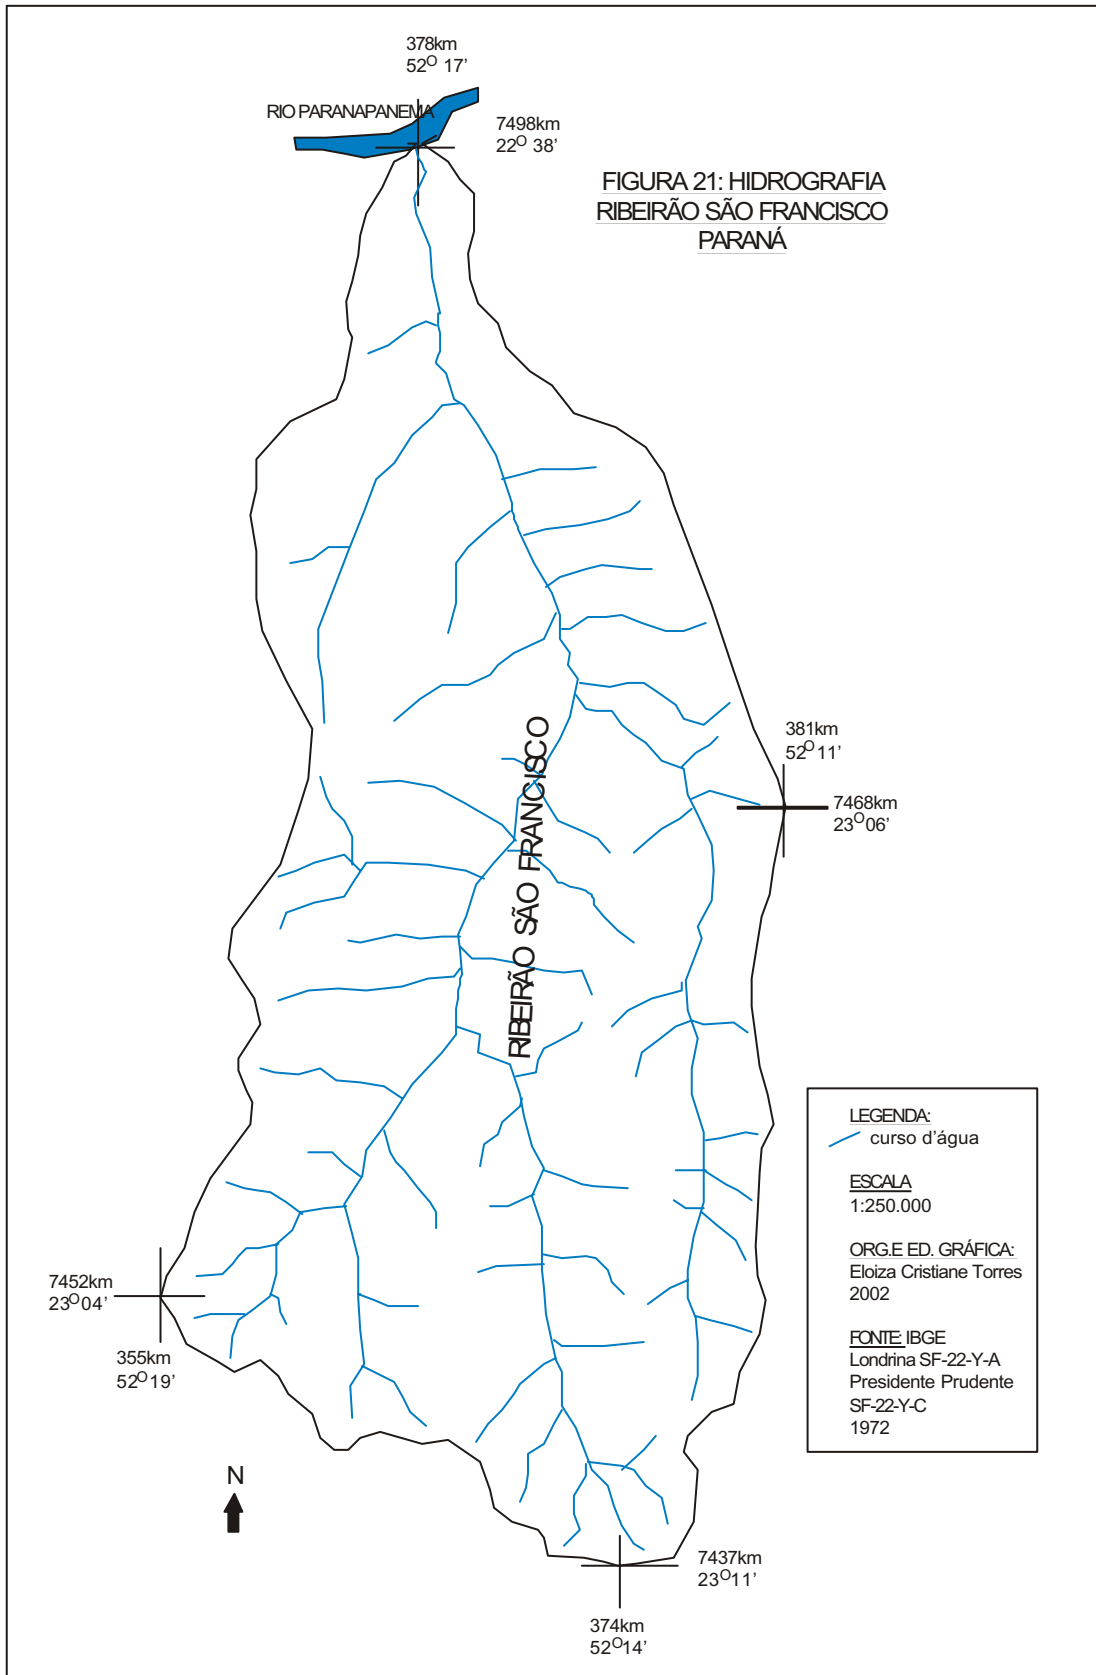 378km
52O 17’
RIO PARANAPANEMA
7498km
22O 38’
FIGURA 21: HIDROGRAFIA
RIBEIRÃO SÃO FRANCISCO
PARANÁ
381km
52O 11’
7468km
23O 06’
RIBEIRÃO SÃO FRANCISCO
LEGENDA:
curso d’água
ESCALA
1:250.000
ORG.E ED. GRÁFICA:
Eloiza Cristiane Torres
2002
FONTE: IBGE
Londrina SF-22-Y-A
Presidente Prudente
SF-22-Y-C
1972
7452km
23O 04’
355km
52O 19’
N
7437km
23O 11’
374km
52O 14’